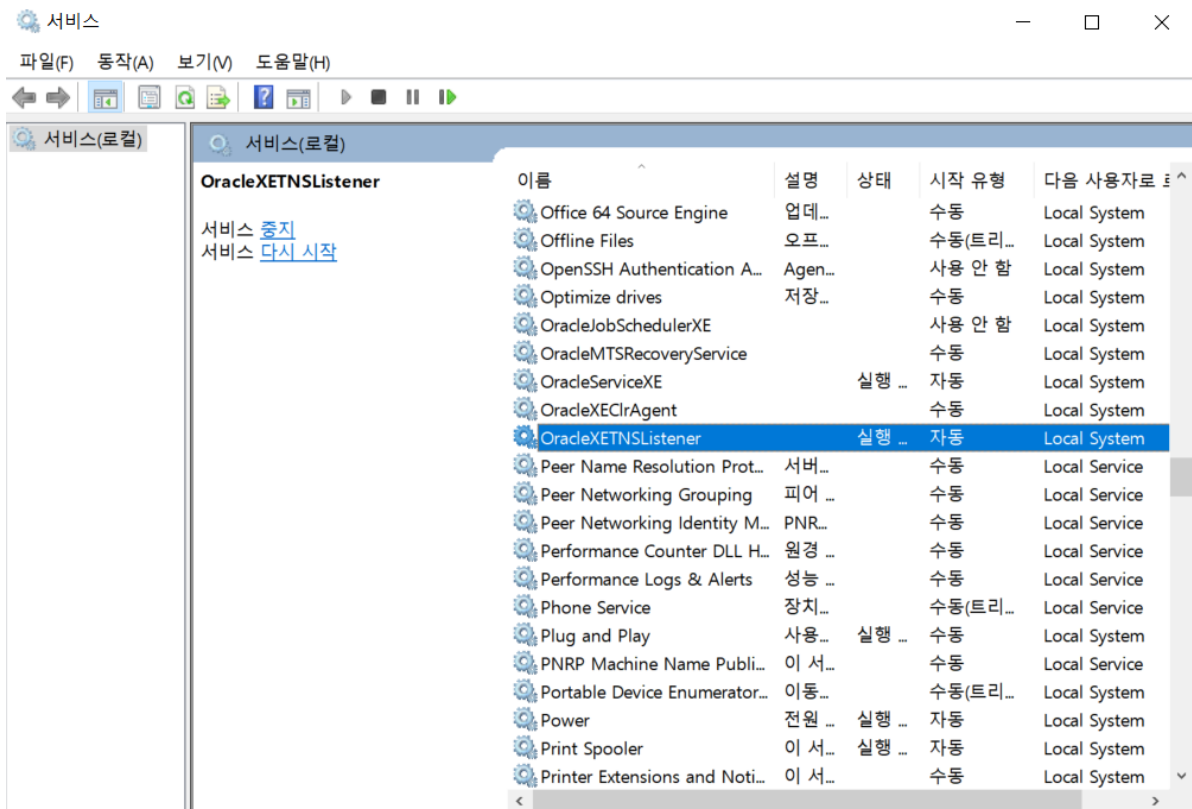 서비스
파일(F) 동작(A) 보기(V) 도움말(H)
서비스(로컬)
서비스(로컬)
OracleXETNSListener
서비스 중지
서비스 다시 시작
이름 설명 상태 시작 유형 다음 사용자로 로
Office 64 Source Engine 업데... 수동 Local System
Offline Files 오프... 수동(트리... Local System
OpenSSH Authentication A... Agen... 사용 안 함 Local System
Optimize drives 저장... 수동 Local System
OracleJobSchedulerXE 사용 안 함 Local System
OracleMTSRecoveryService 수동 Local System
OracleServiceXE 실행 ... 자동 Local System
OracleXEClrAgent 수동 Local System
OracleXETNSListener 실행 ... 자동 Local System
Peer Name Resolution Prot... 서버... 수동 Local Service
Peer Networking Grouping 피어 ... 수동 Local Service
Peer Networking Identity M... PNR... 수동 Local Service
Performance Counter DLL H... 원경 ... 수동 Local Service
Performance Logs & Alerts 성능 ... 수동 Local Service
Phone Service 장치... 수동(트리... Local Service
Plug and Play 사용... 실행 ... 수동 Local System
PNRP Machine Name Publi... 이 서... 수동 Local Service
Portable Device Enumerator... 이동... 수동(트리... Local System
Power 전원 ... 실행 ... 자동 Local System
Print Spooler 이 서... 실행 ... 자동 Local System
Printer Extensions and Noti... 이 서... 수동 Local System